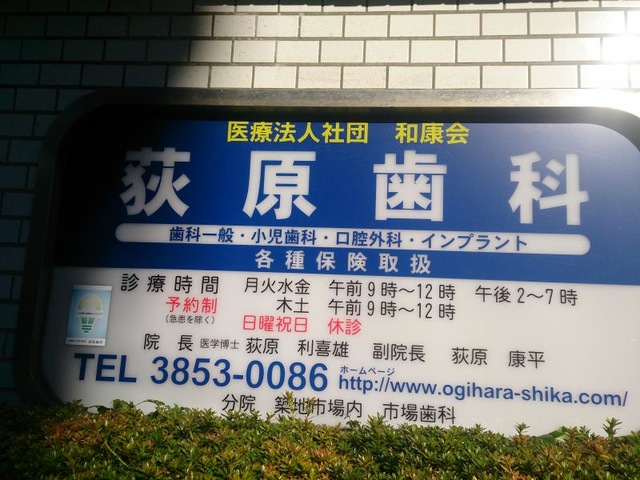 医療法人社団 和康会
荻原歯科
歯科一般・小児歯科・口腔外科・インプラント
各種保険取扱
診療時間 月火水金 午前9時～12時 午後2～7時
予約制 木土 午前9時～12時
(急患を除く) 日曜祝日 休診
院長 医学博士 荻原 利喜雄 副院長 荻原 康平
ホームページ
TEL 3853-0086 http://www.ogihara-shika.com/
分院 築地市場内 市場歯科